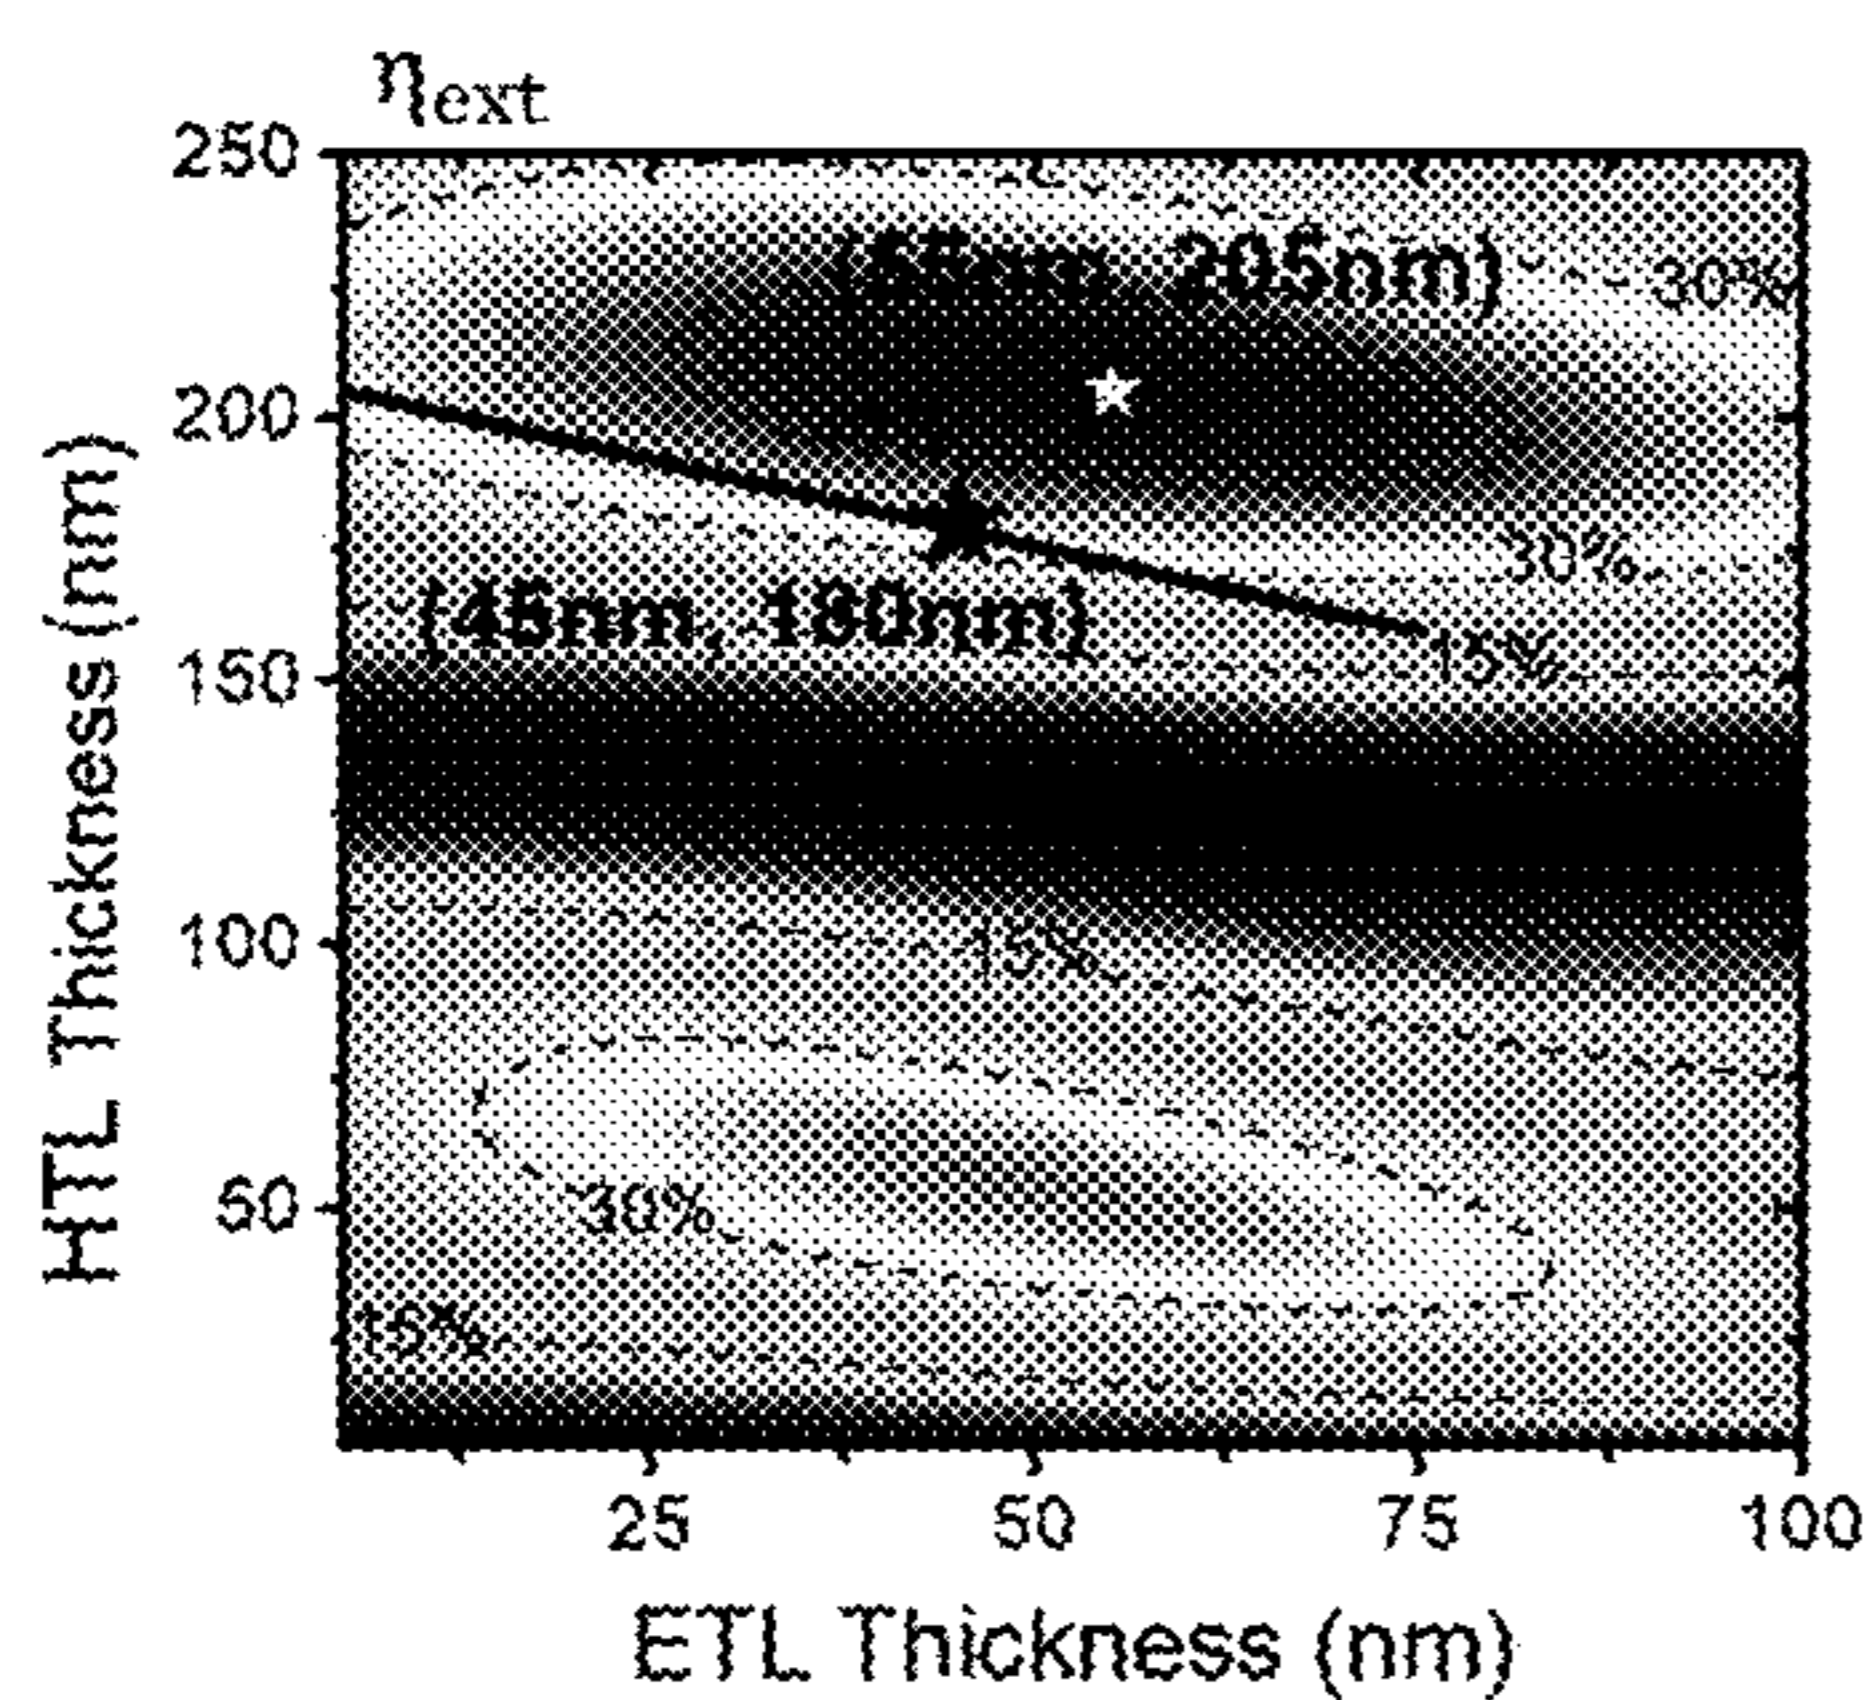 ηext
250
(55nm, 205nm)
30%
200
30%
(45nm, 180nm)
15%
150
100
15%
50
30%
15%
25 50 75 100
HTL Thickness (nm)
ETL Thickness (nm)